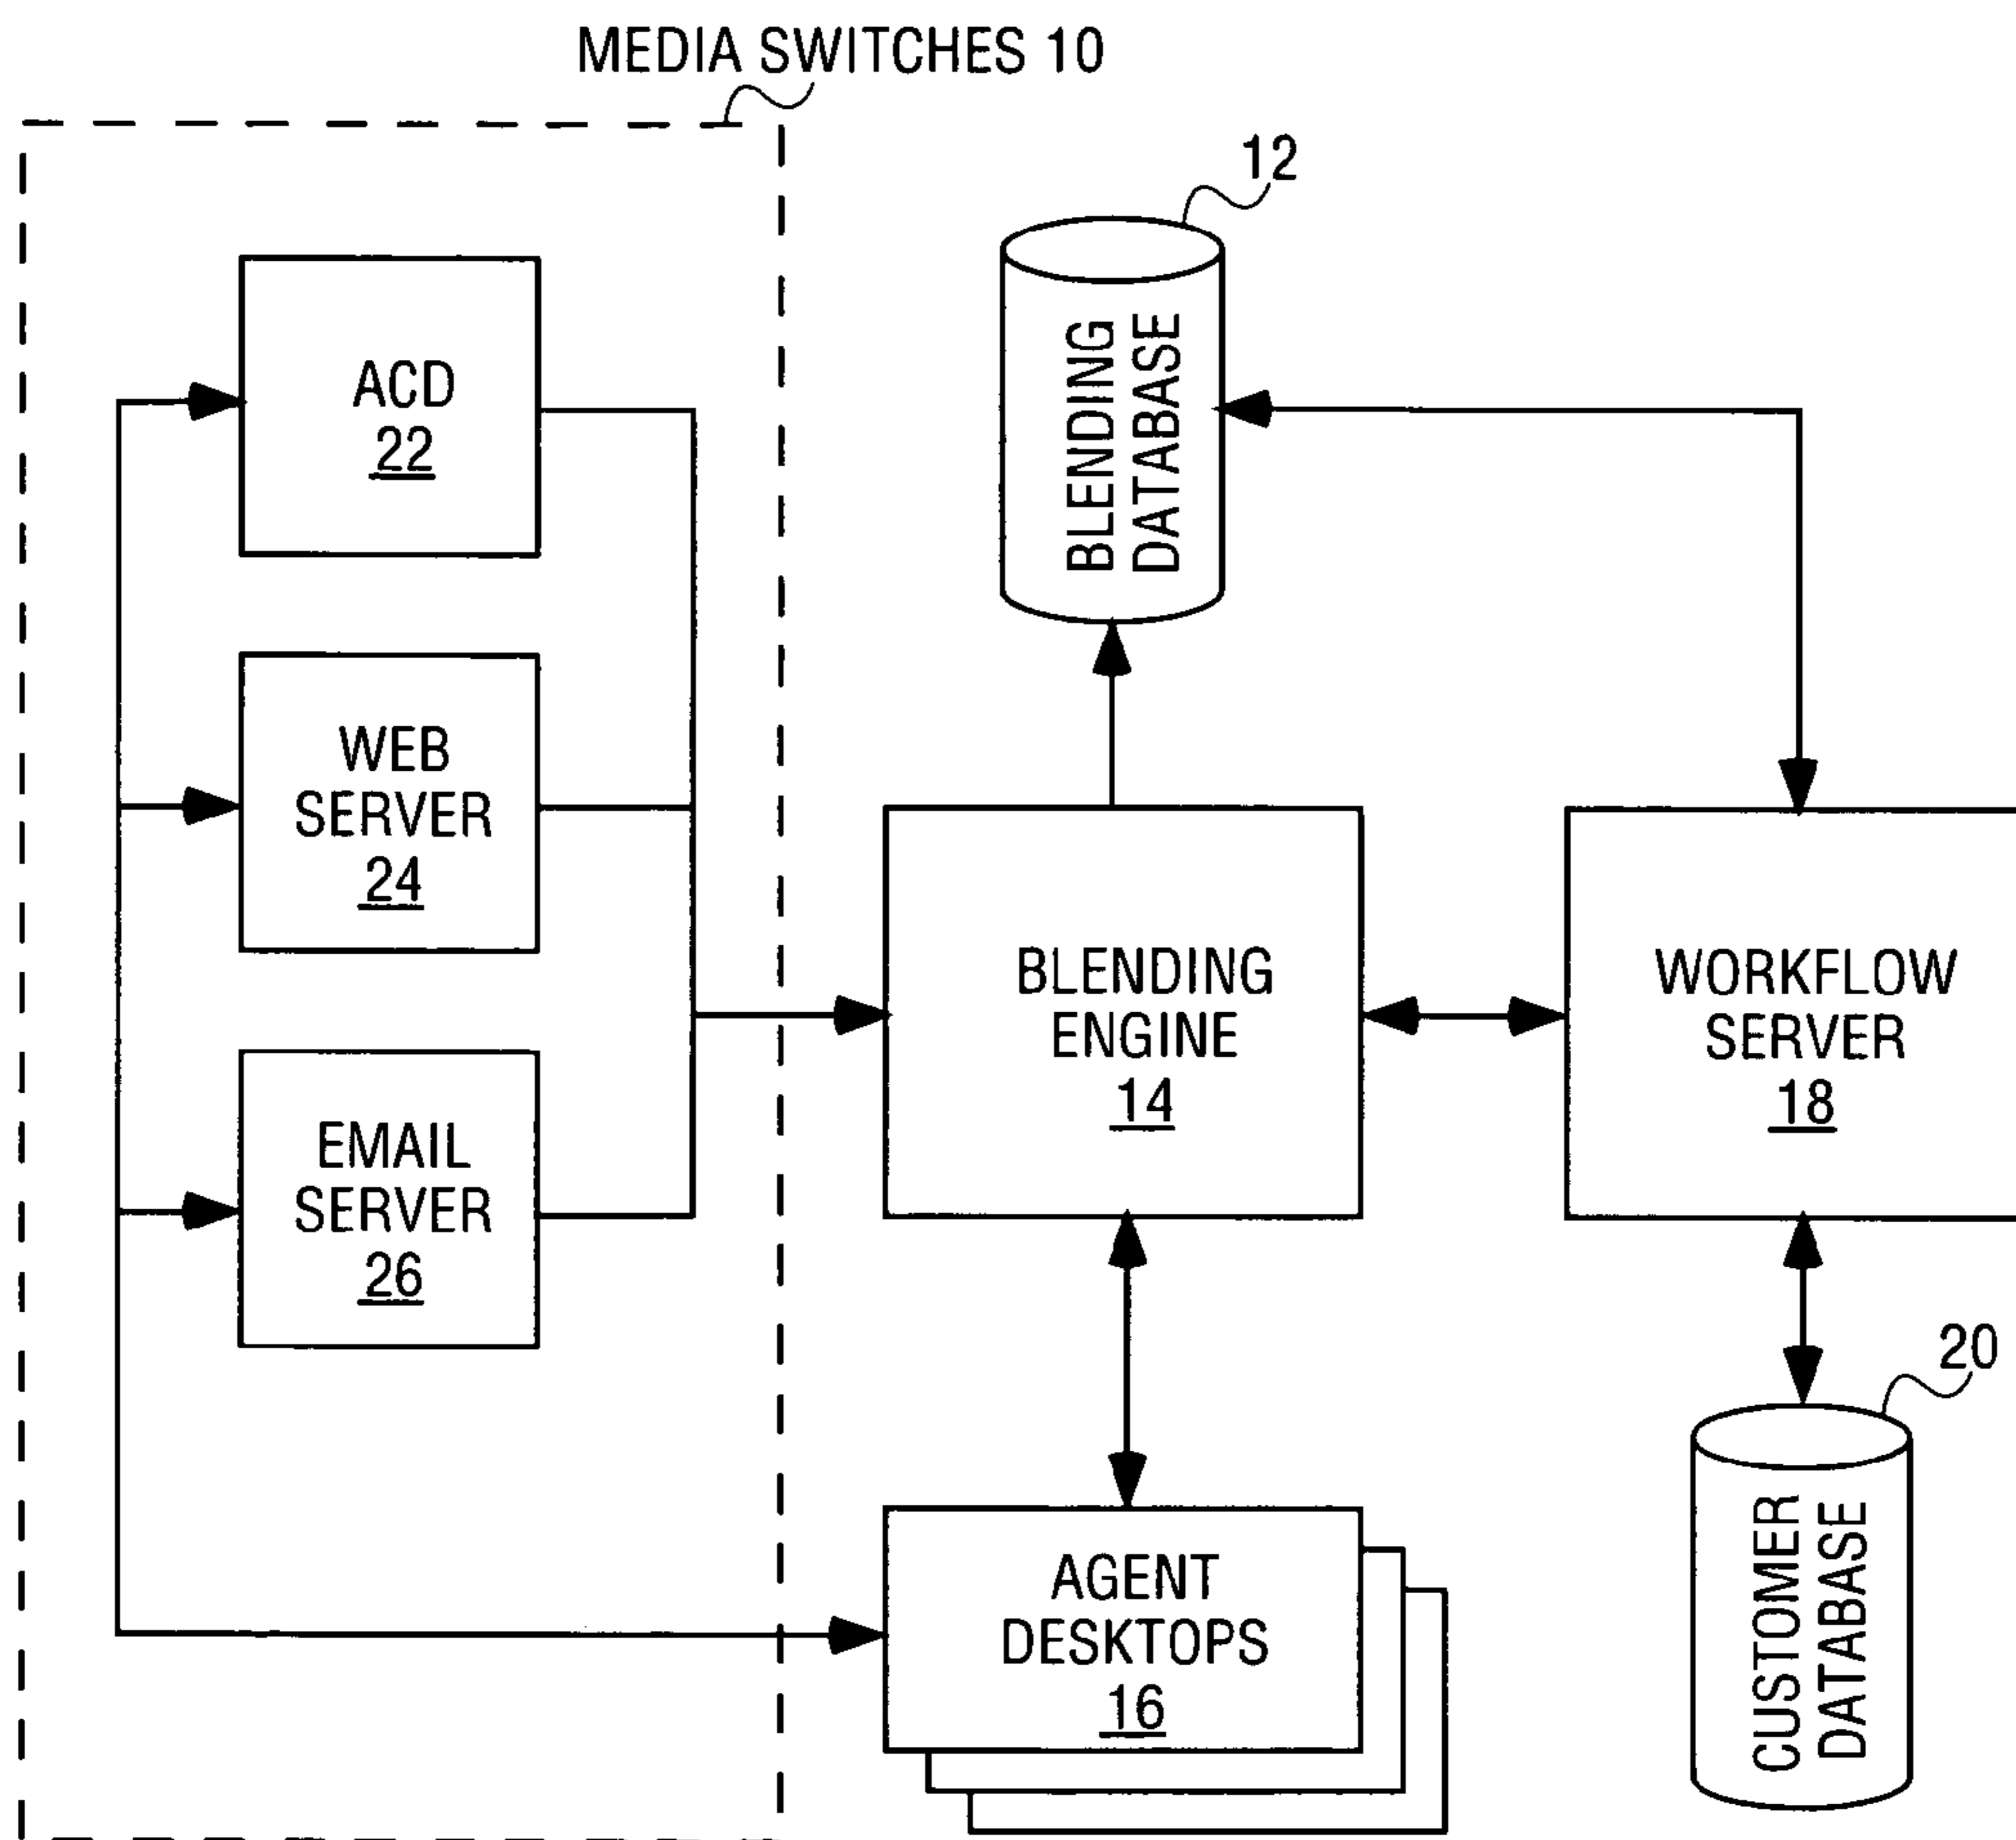 MEDIA SWITCHES 10
12
ACD
22
BLENDING
DATABASE
WEB
SERVER
24
BLENDING
ENGINE
14
WORKFLOW
SERVER
18
EMAIL
SERVER
26
20
AGENT
DESKTOPS
16
CUSTOMER
DATABASE